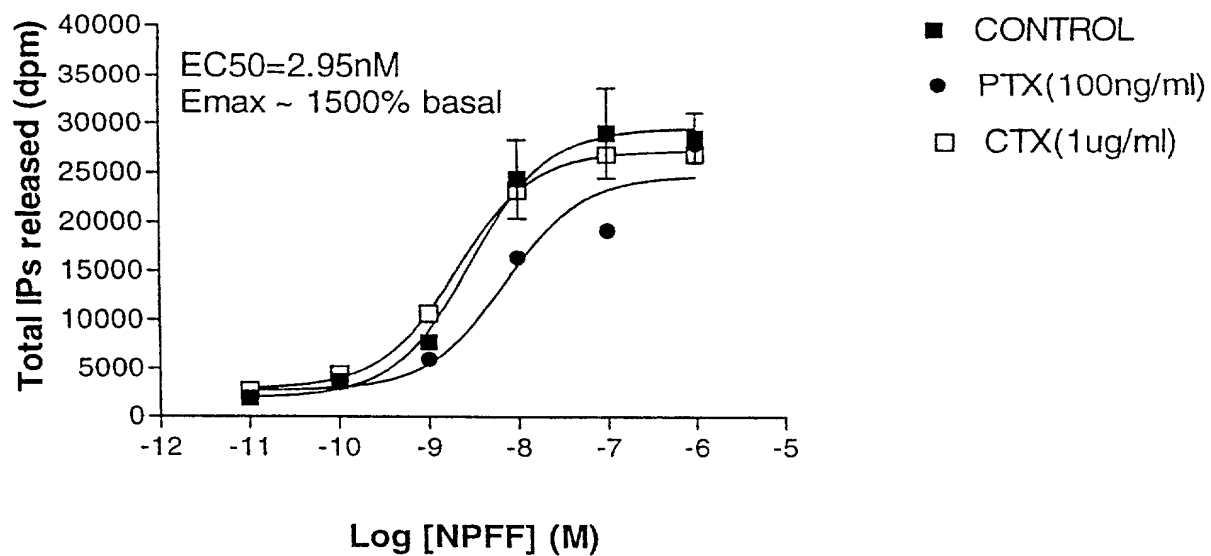 40000
35000
30000
25000
20000
15000
10000
5000
0
Total IPs released (dpm)
EC50=2.95nM
Emax ~ 1500% basal
CONTROL
PTX(100ng/ml)
CTX(1ug/ml)
-12 -11 -10 -9 -8 -7 -6 -5
Log [NPFF] (M)